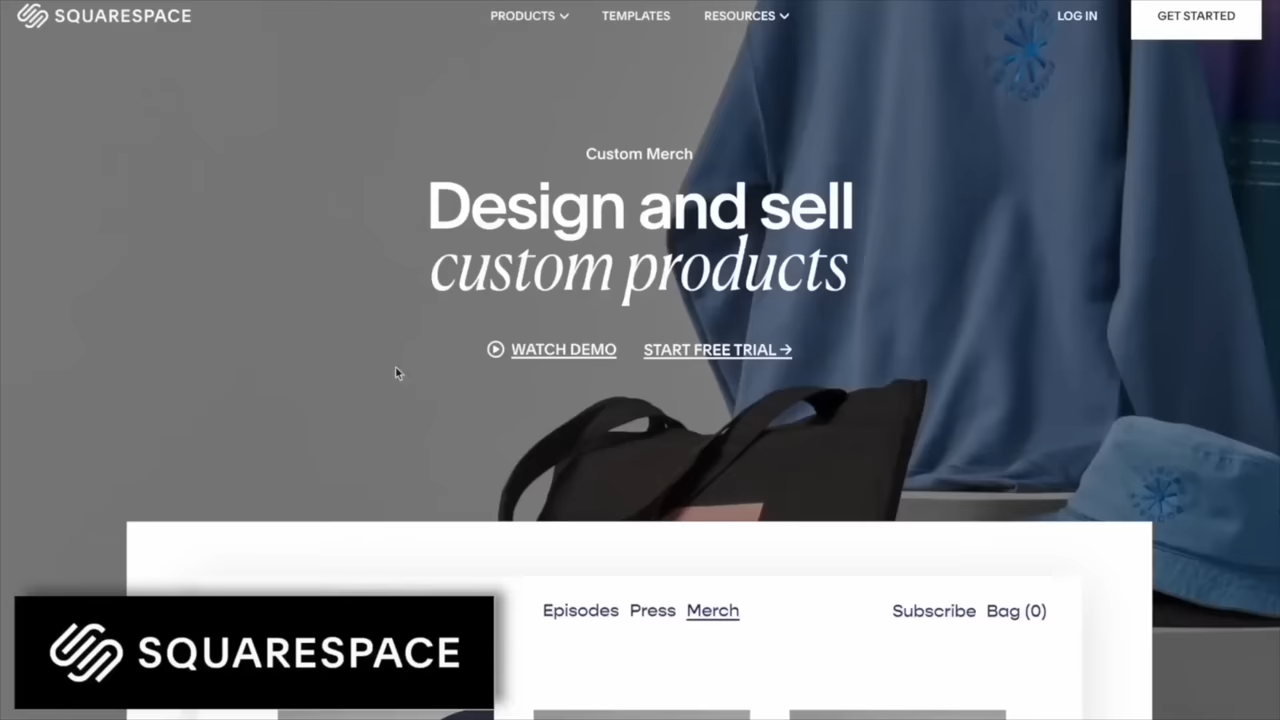 SQUARESPACE
PRODUCTS
TEMPLATES
RESOURCES
LOG IN
GET STARTED
Custom Merch
Design and sell
custom products
WATCH DEMO
START FREE TRIAL →
Episodes Press Merch
Subscribe Bag (0)
SQUARESPACE